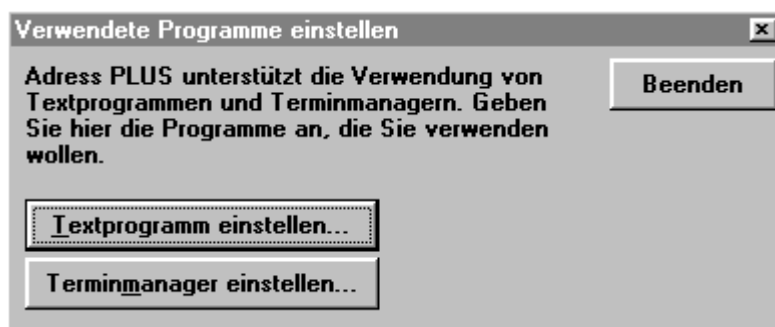 Verwendete Programme einstellen
Adress PLUS unterstützt die Verwendung von
Textprogrammen und Terminmanagern. Geben
Sie hier die Programme an, die Sie verwenden
wollen.
Beenden
Textprogramm einstellen...
Terminmanager einstellen...